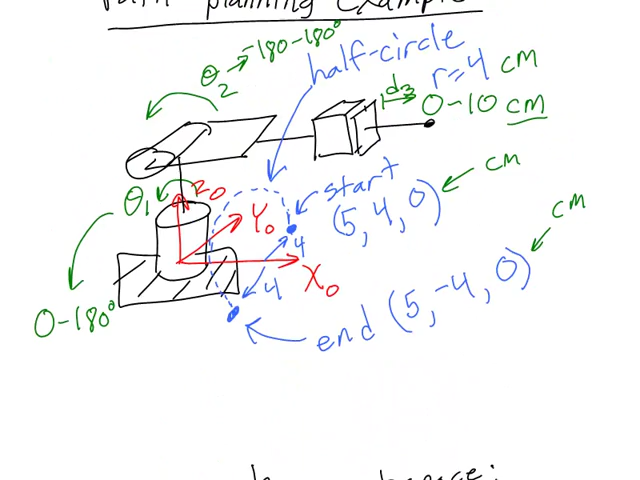 Path planning Example
θ₂ → -180-180°
half-circle
r=4 cm
d₃
0-10 cm
θ₁
Z₀
Y₀
X₀
start
(5, 4, 0)
cm
4
4
0-180°
end (5, -4, 0)
cm